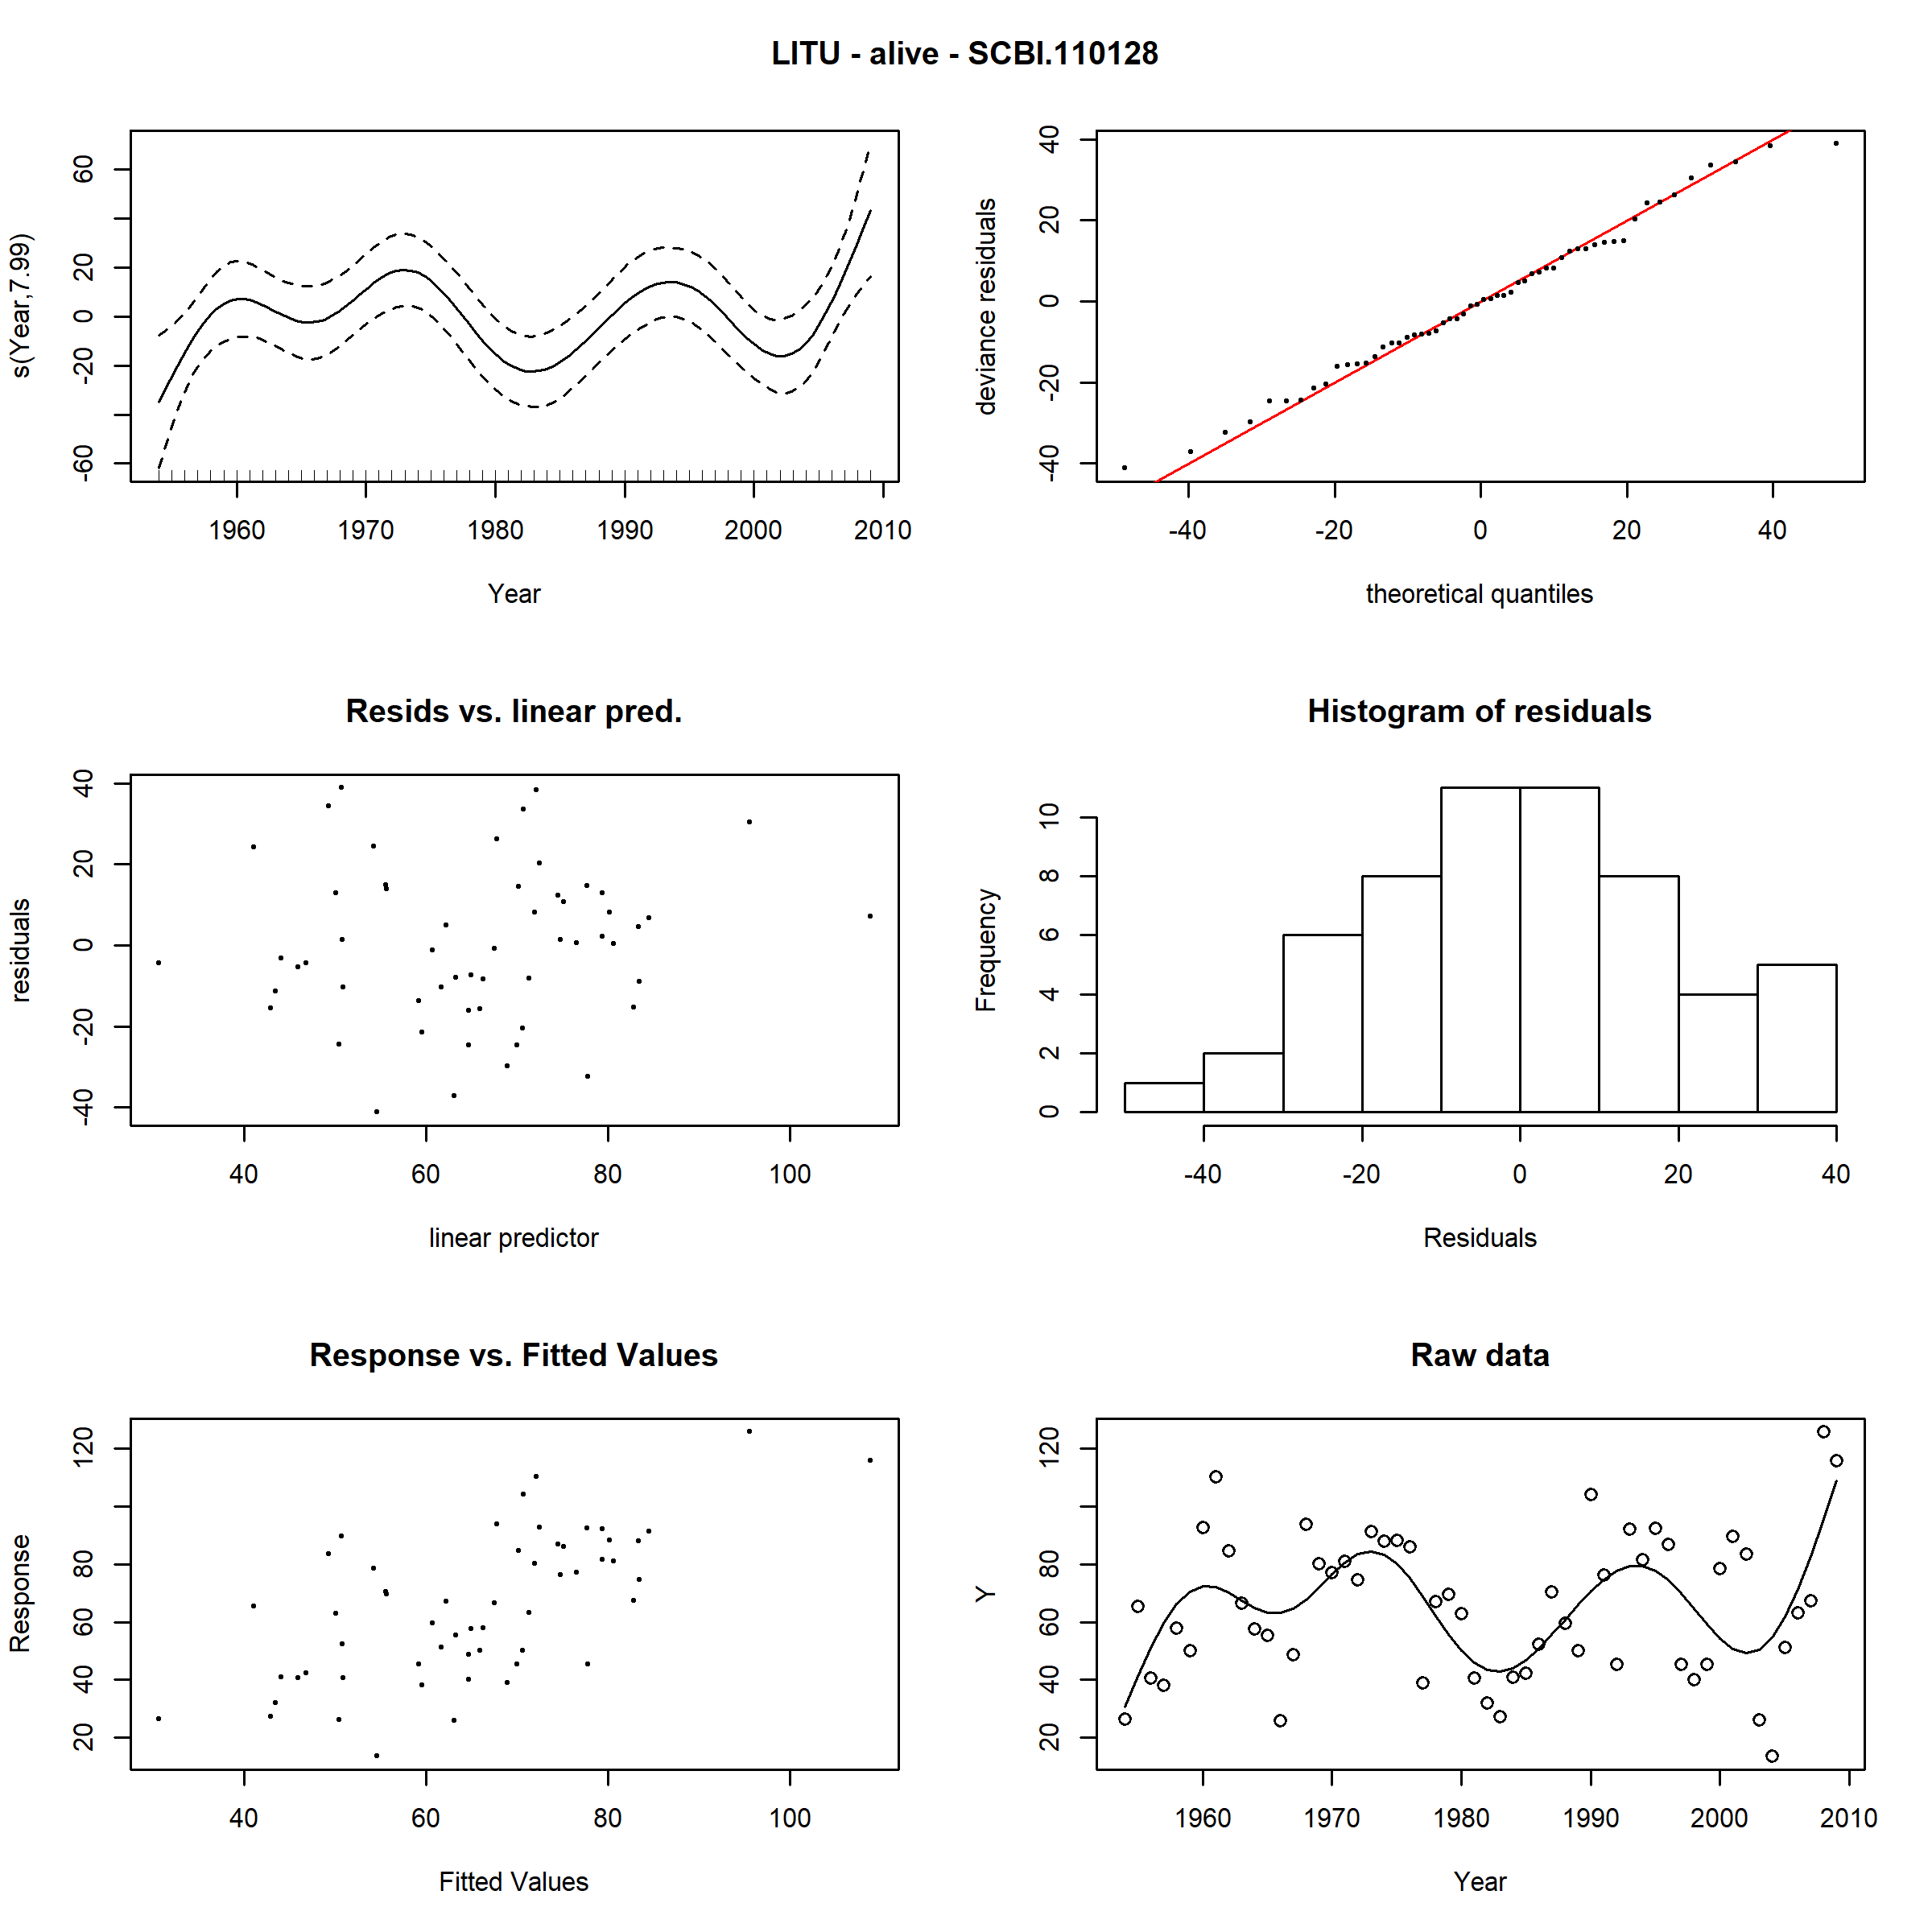 LITU - alive - SCBI.110128
s(Year,7.99)
-60 -20 20 60
1960 1970 1980 1990 2000 2010
Year
deviance residuals
-40 -20 0 20 40
-40 -20 0 20 40
theoretical quantiles
Resids vs. linear pred.
residuals
-40 -20 0 20 40
40 60 80 100
linear predictor
Histogram of residuals
Frequency
0 2 4 6 8 10
-40 -20 0 20 40
Residuals
Response vs. Fitted Values
Response
20 40 60 80 120
40 60 80 100
Fitted Values
Raw data
Y
20 40 60 80 120
1960 1970 1980 1990 2000 2010
Year